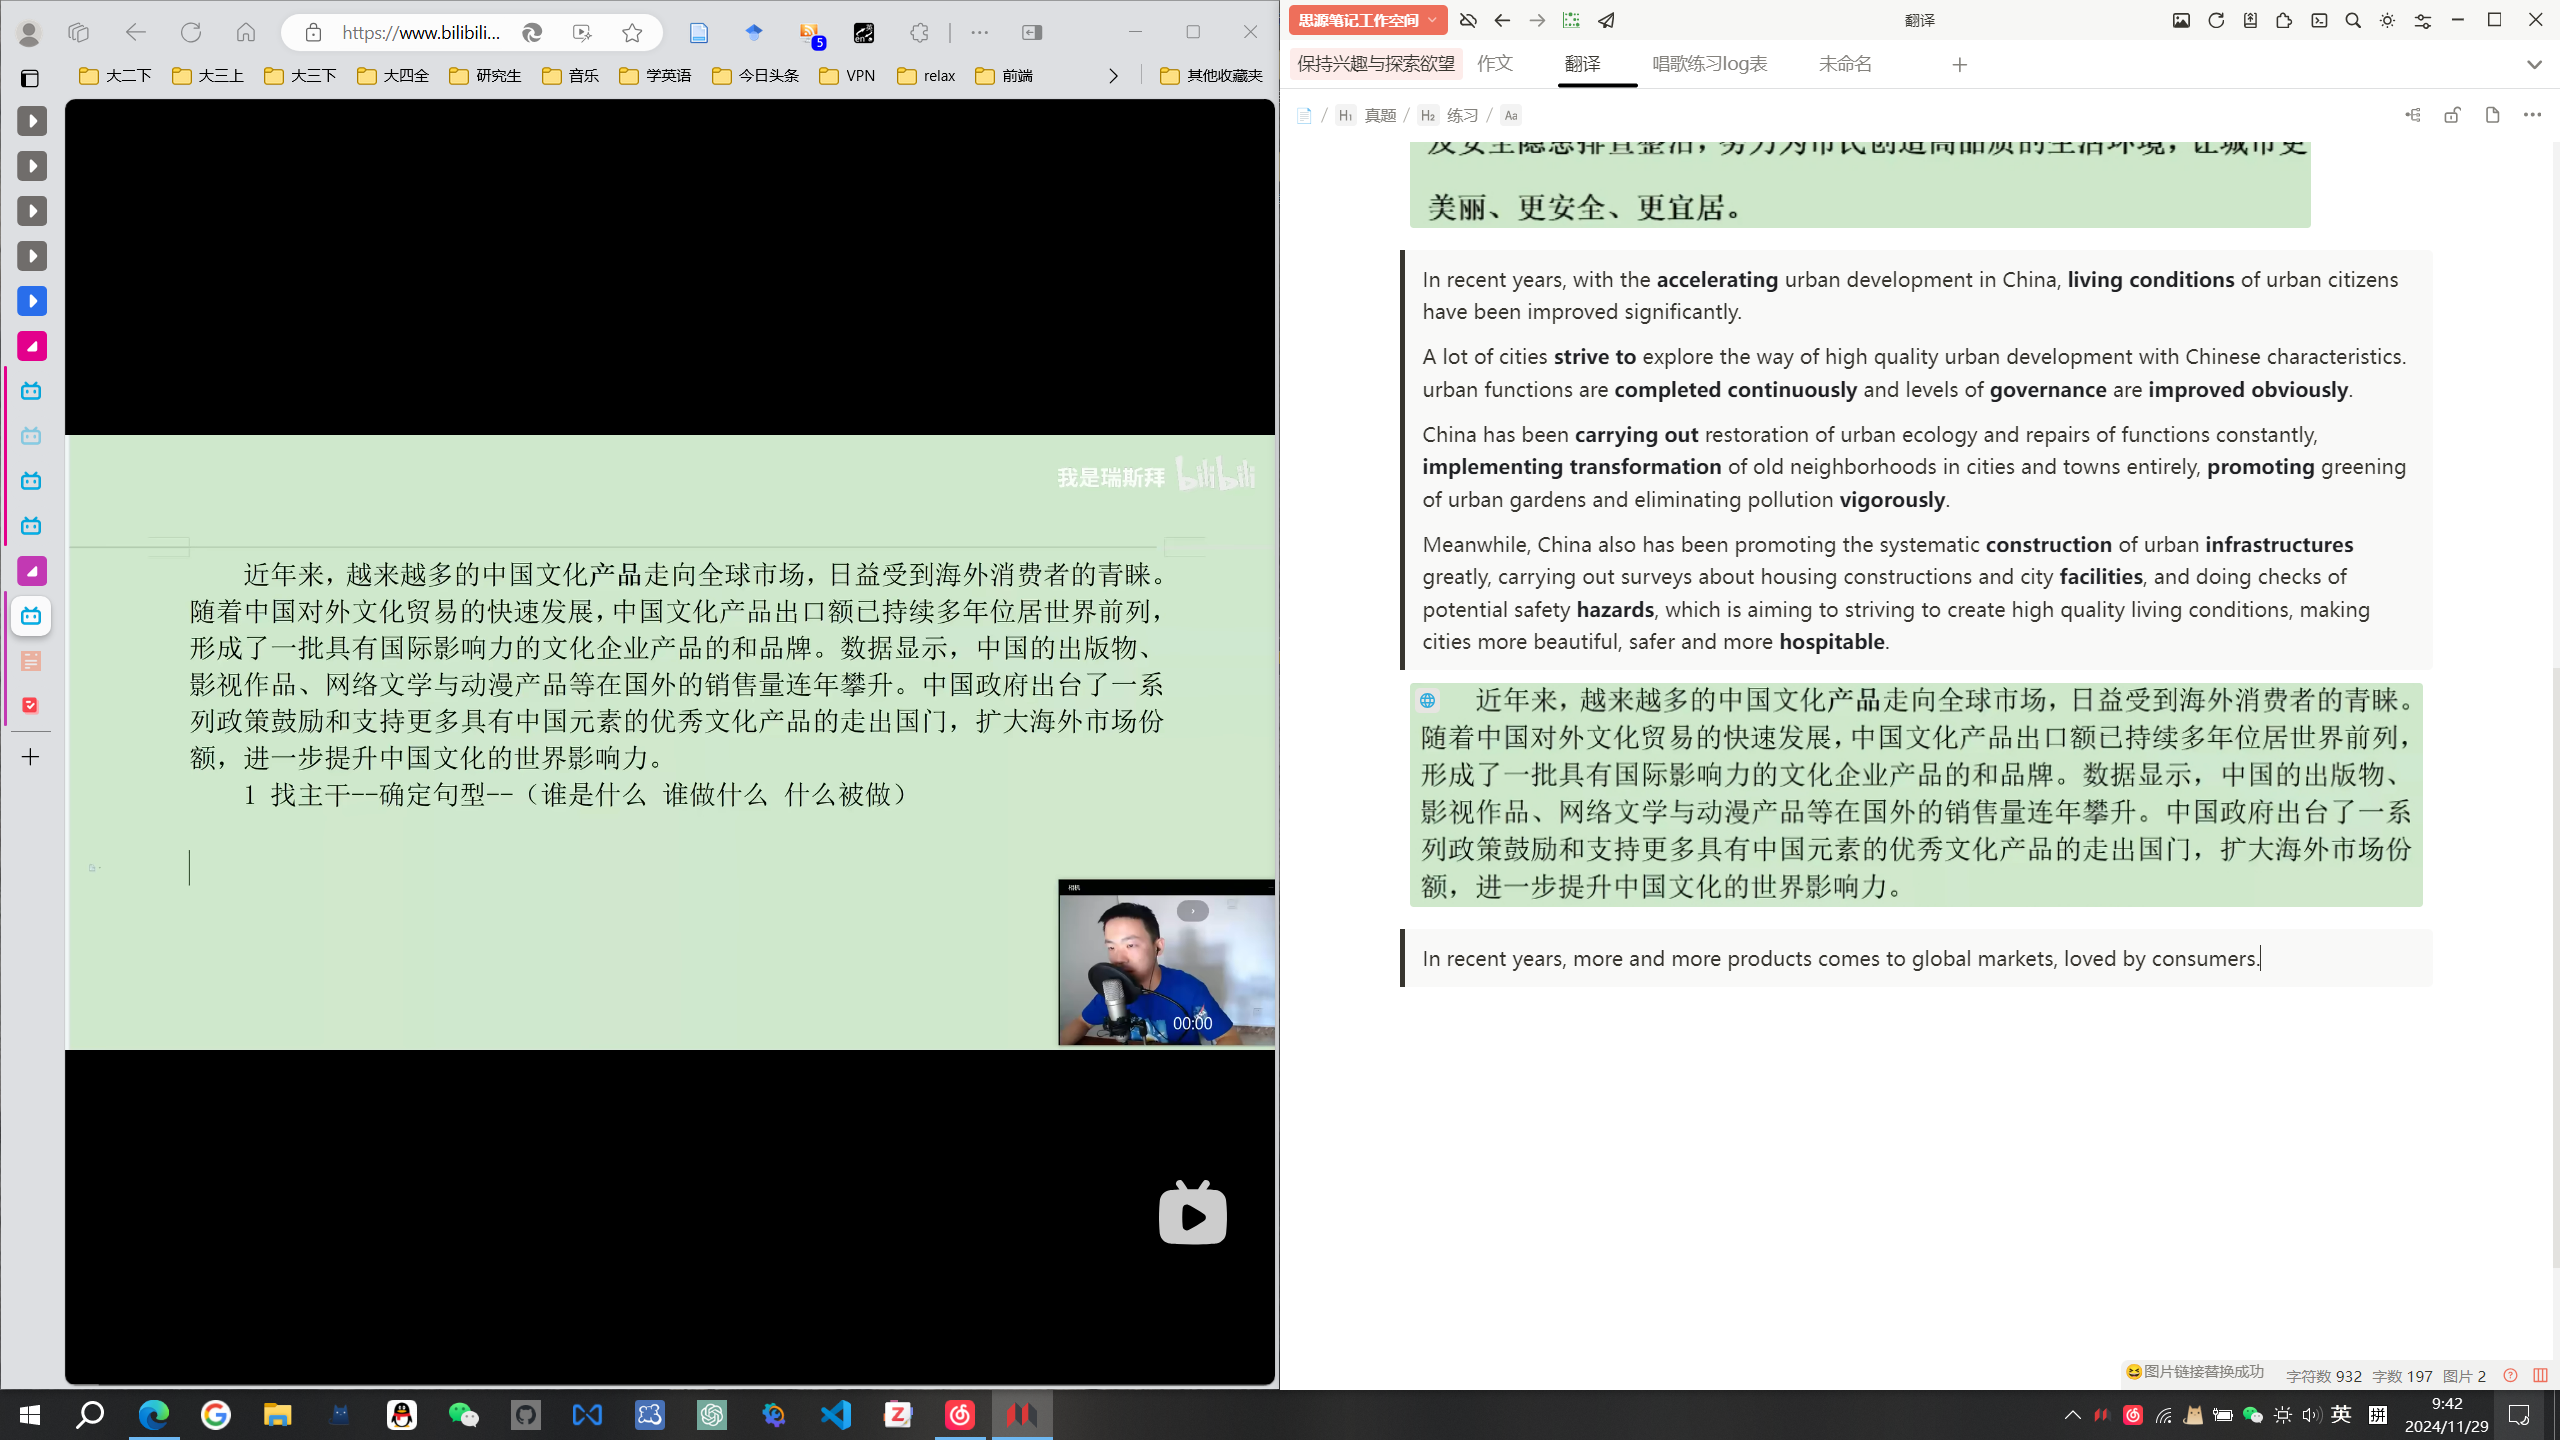 https://www.bilibili...
5
大二下
大三上
大三下
大四全
研究生
音乐
学英语
今日头条
VPN
relax
前端
其他收藏夹
我是瑞斯拜 bilibili
近年来，越来越多的中国文化产品走向全球市场，日益受到海外消费者的青睐。
随着中国对外文化贸易的快速发展，中国文化产品出口额已持续多年位居世界前列，
形成了一批具有国际影响力的文化企业产品的和品牌。数据显示，中国的出版物、
影视作品、网络文学与动漫产品等在国外的销售量连年攀升。中国政府出台了一系
列政策鼓励和支持更多具有中国元素的优秀文化产品的走出国门，扩大海外市场份
额，进一步提升中国文化的世界影响力。
1 找主干--确定句型--（谁是什么 谁做什么 什么被做）
00:00
思源笔记工作空间
翻译
保持兴趣与探索欲望
作文
翻译
唱歌练习log表
未命名
/ H1 真题 / H2 练习 / Aa
及安全隐患排查整治，努力为市民创造高品质的生活环境，让城市更
美丽、更安全、更宜居。
In recent years, with the accelerating urban development in China, living conditions of urban citizens
have been improved significantly.
A lot of cities strive to explore the way of high quality urban development with Chinese characteristics.
urban functions are completed continuously and levels of governance are improved obviously.
China has been carrying out restoration of urban ecology and repairs of functions constantly,
implementing transformation of old neighborhoods in cities and towns entirely, promoting greening
of urban gardens and eliminating pollution vigorously.
Meanwhile, China also has been promoting the systematic construction of urban infrastructures
greatly, carrying out surveys about housing constructions and city facilities, and doing checks of
potential safety hazards, which is aiming to striving to create high quality living conditions, making
cities more beautiful, safer and more hospitable.
近年来，越来越多的中国文化产品走向全球市场，日益受到海外消费者的青睐。
随着中国对外文化贸易的快速发展，中国文化产品出口额已持续多年位居世界前列，
形成了一批具有国际影响力的文化企业产品的和品牌。数据显示，中国的出版物、
影视作品、网络文学与动漫产品等在国外的销售量连年攀升。中国政府出台了一系
列政策鼓励和支持更多具有中国元素的优秀文化产品的走出国门，扩大海外市场份
额，进一步提升中国文化的世界影响力。
In recent years, more and more products comes to global markets, loved by consumers.
😆图片链接替换成功
字符数 932 字数 197 图片 2
英
拼
9:42
2024/11/29